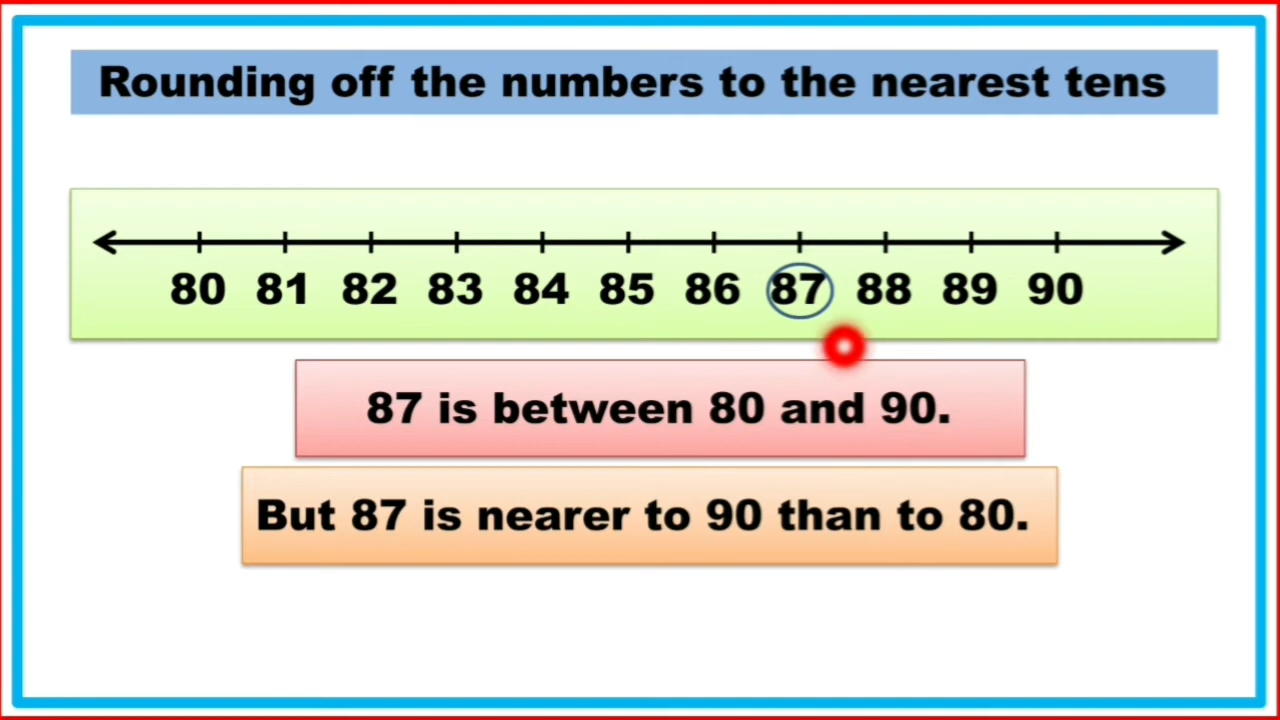 Rounding off the numbers to the nearest tens
80 81 82 83 84 85 86 87 88 89 90
87 is between 80 and 90.
But 87 is nearer to 90 than to 80.